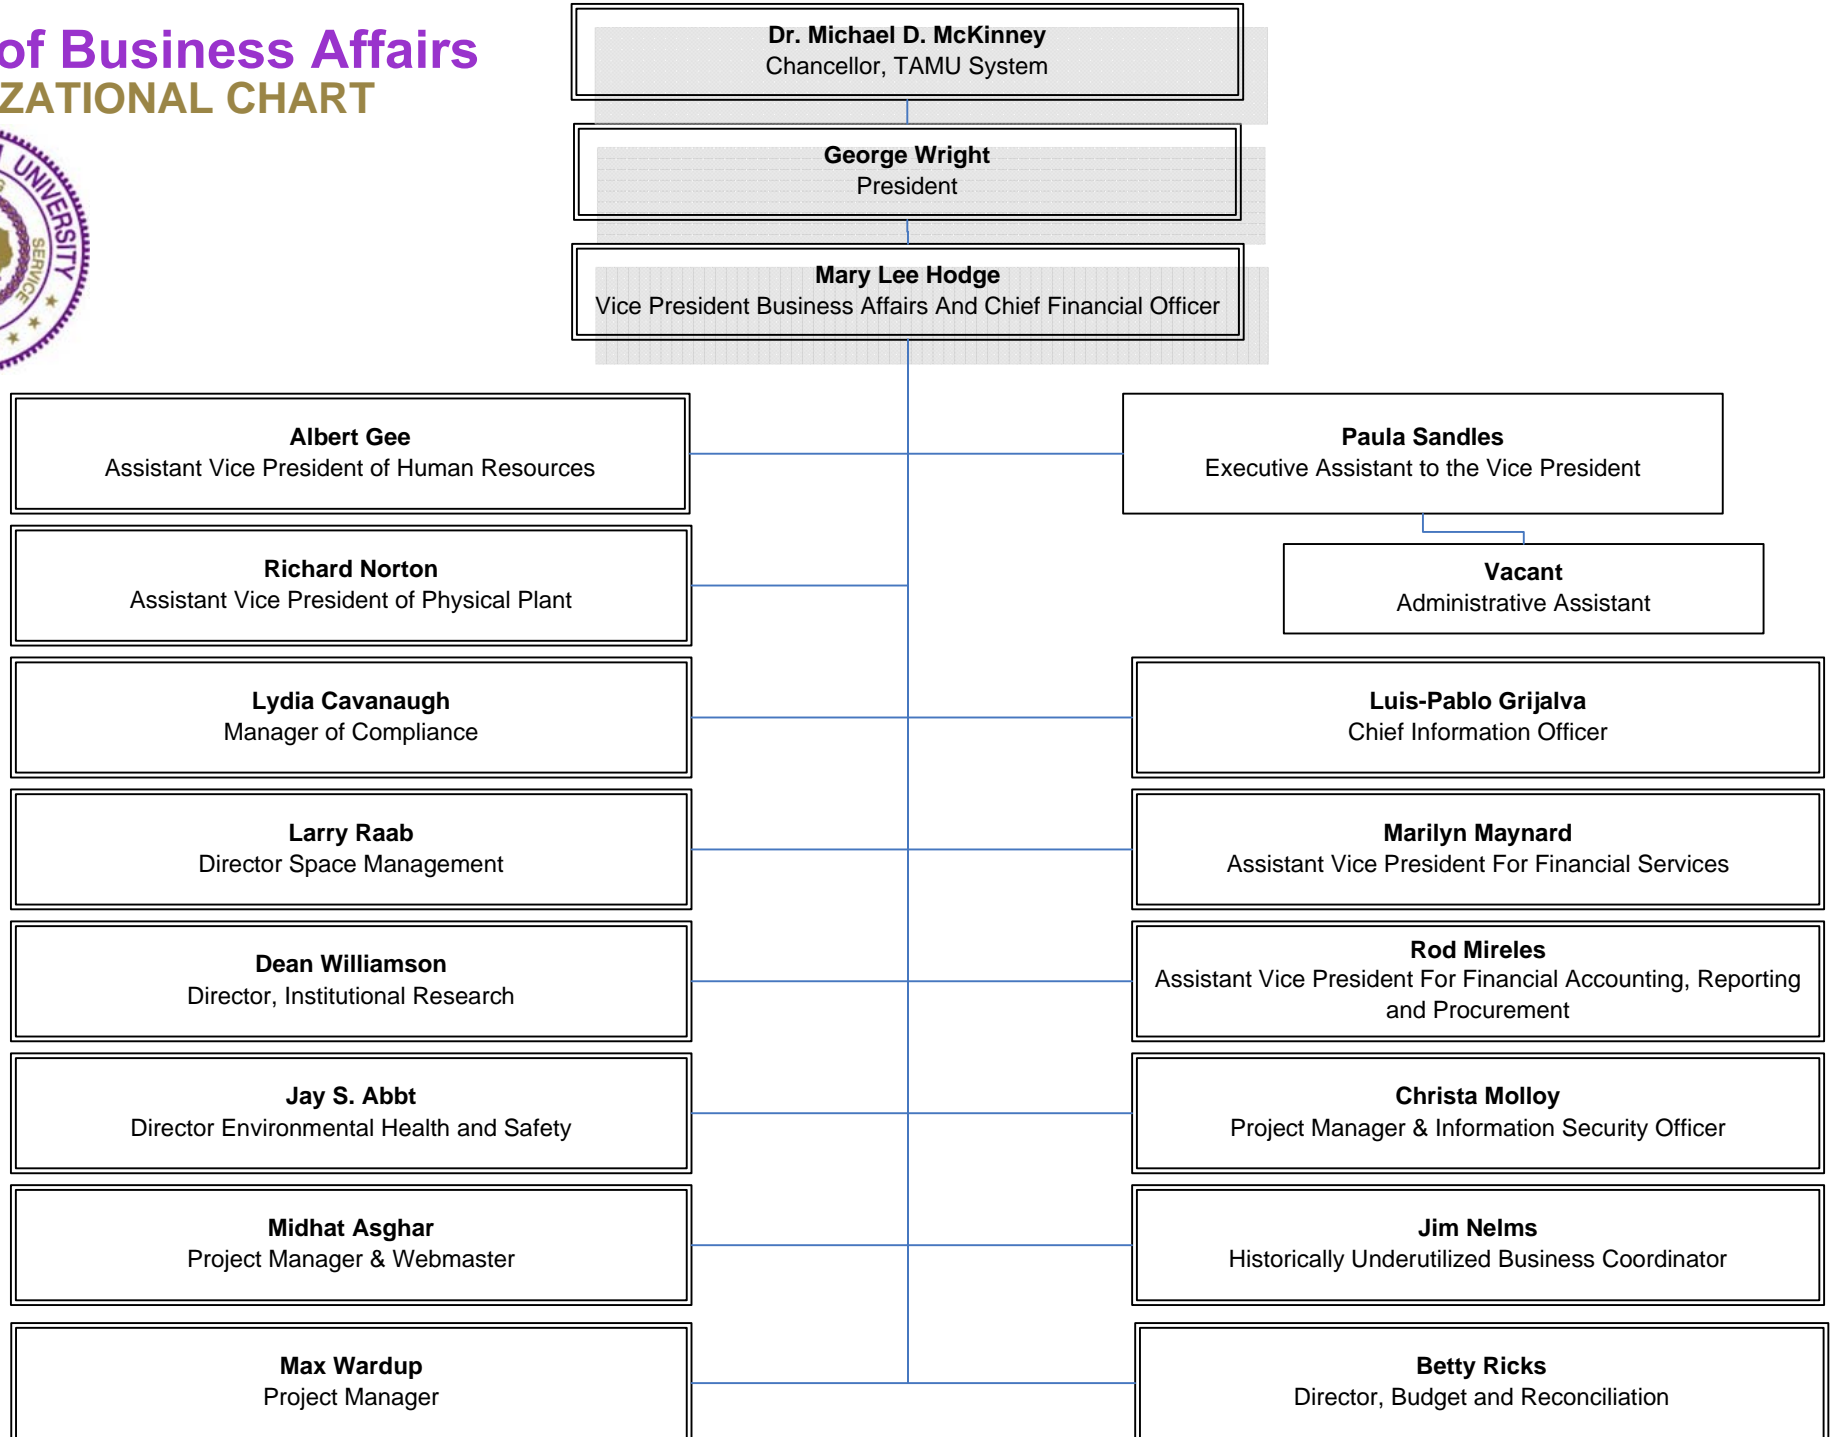 of Business Affairs
ZATIONAL CHART
UNIVERSITY
SERVICE
Dr. Michael D. McKinney
Chancellor, TAMU System
George Wright
President
Mary Lee Hodge
Vice President Business Affairs And Chief Financial Officer
Albert Gee
Assistant Vice President of Human Resources
Paula Sandles
Executive Assistant to the Vice President
Richard Norton
Assistant Vice President of Physical Plant
Vacant
Administrative Assistant
Lydia Cavanaugh
Manager of Compliance
Luis-Pablo Grijalva
Chief Information Officer
Larry Raab
Director Space Management
Marilyn Maynard
Assistant Vice President For Financial Services
Dean Williamson
Director, Institutional Research
Rod Mireles
Assistant Vice President For Financial Accounting, Reporting
and Procurement
Jay S. Abbt
Director Environmental Health and Safety
Christa Molloy
Project Manager & Information Security Officer
Midhat Asghar
Project Manager & Webmaster
Jim Nelms
Historically Underutilized Business Coordinator
Max Wardup
Project Manager
Betty Ricks
Director, Budget and Reconciliation